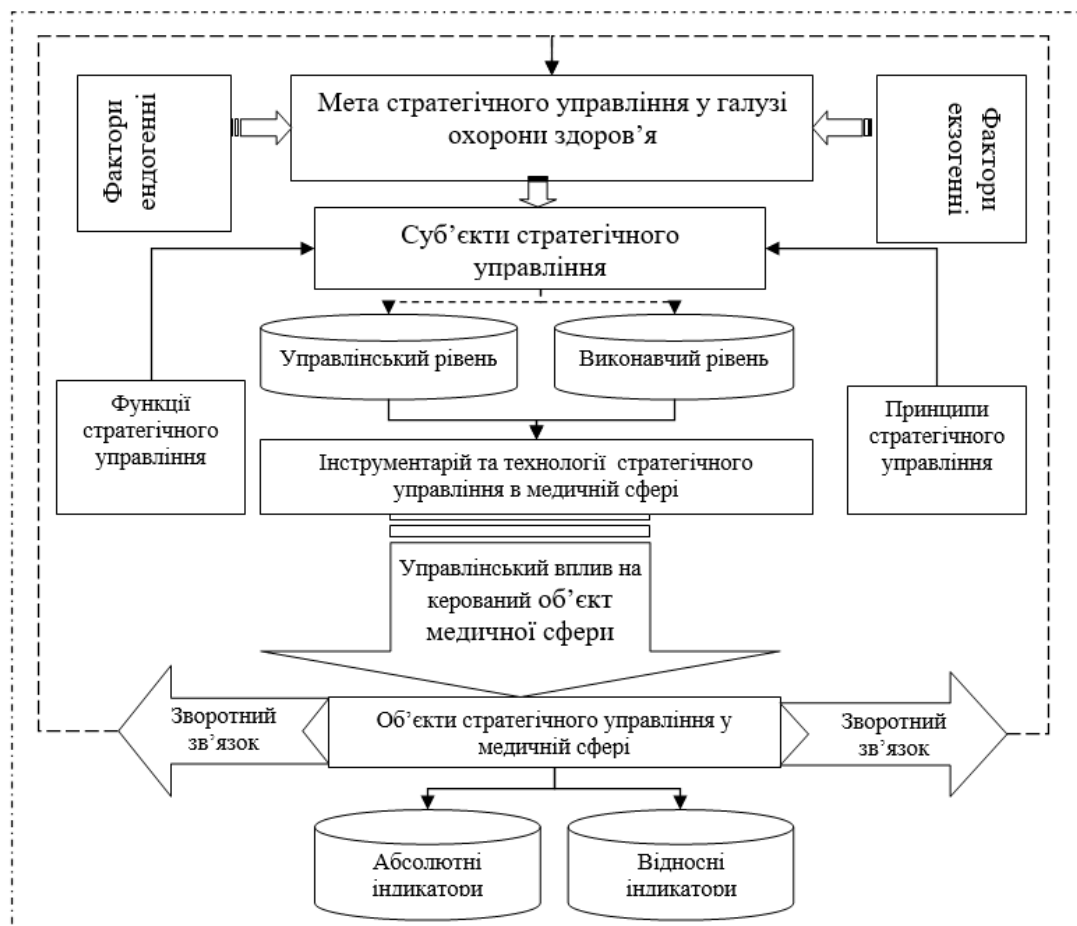 Фактори
ендогенні
Мета стратегічного управління у галузі
охорони здоров’я
Фактори
екзогенні
Суб’єкти стратегічного
управління
Управлінський рівень
Виконавчий рівень
Функції
стратегічного
управління
Принципи
стратегічного
управління
Інструментарій та технології стратегічного
управління в медичній сфері
Управлінський вплив на
керований об’єкт
медичної сфери
Зворотний
зв’язок
Об’єкти стратегічного управління у
медичній сфері
Зворотний
зв’язок
Абсолютні
індикатори
Відносні
індикатори